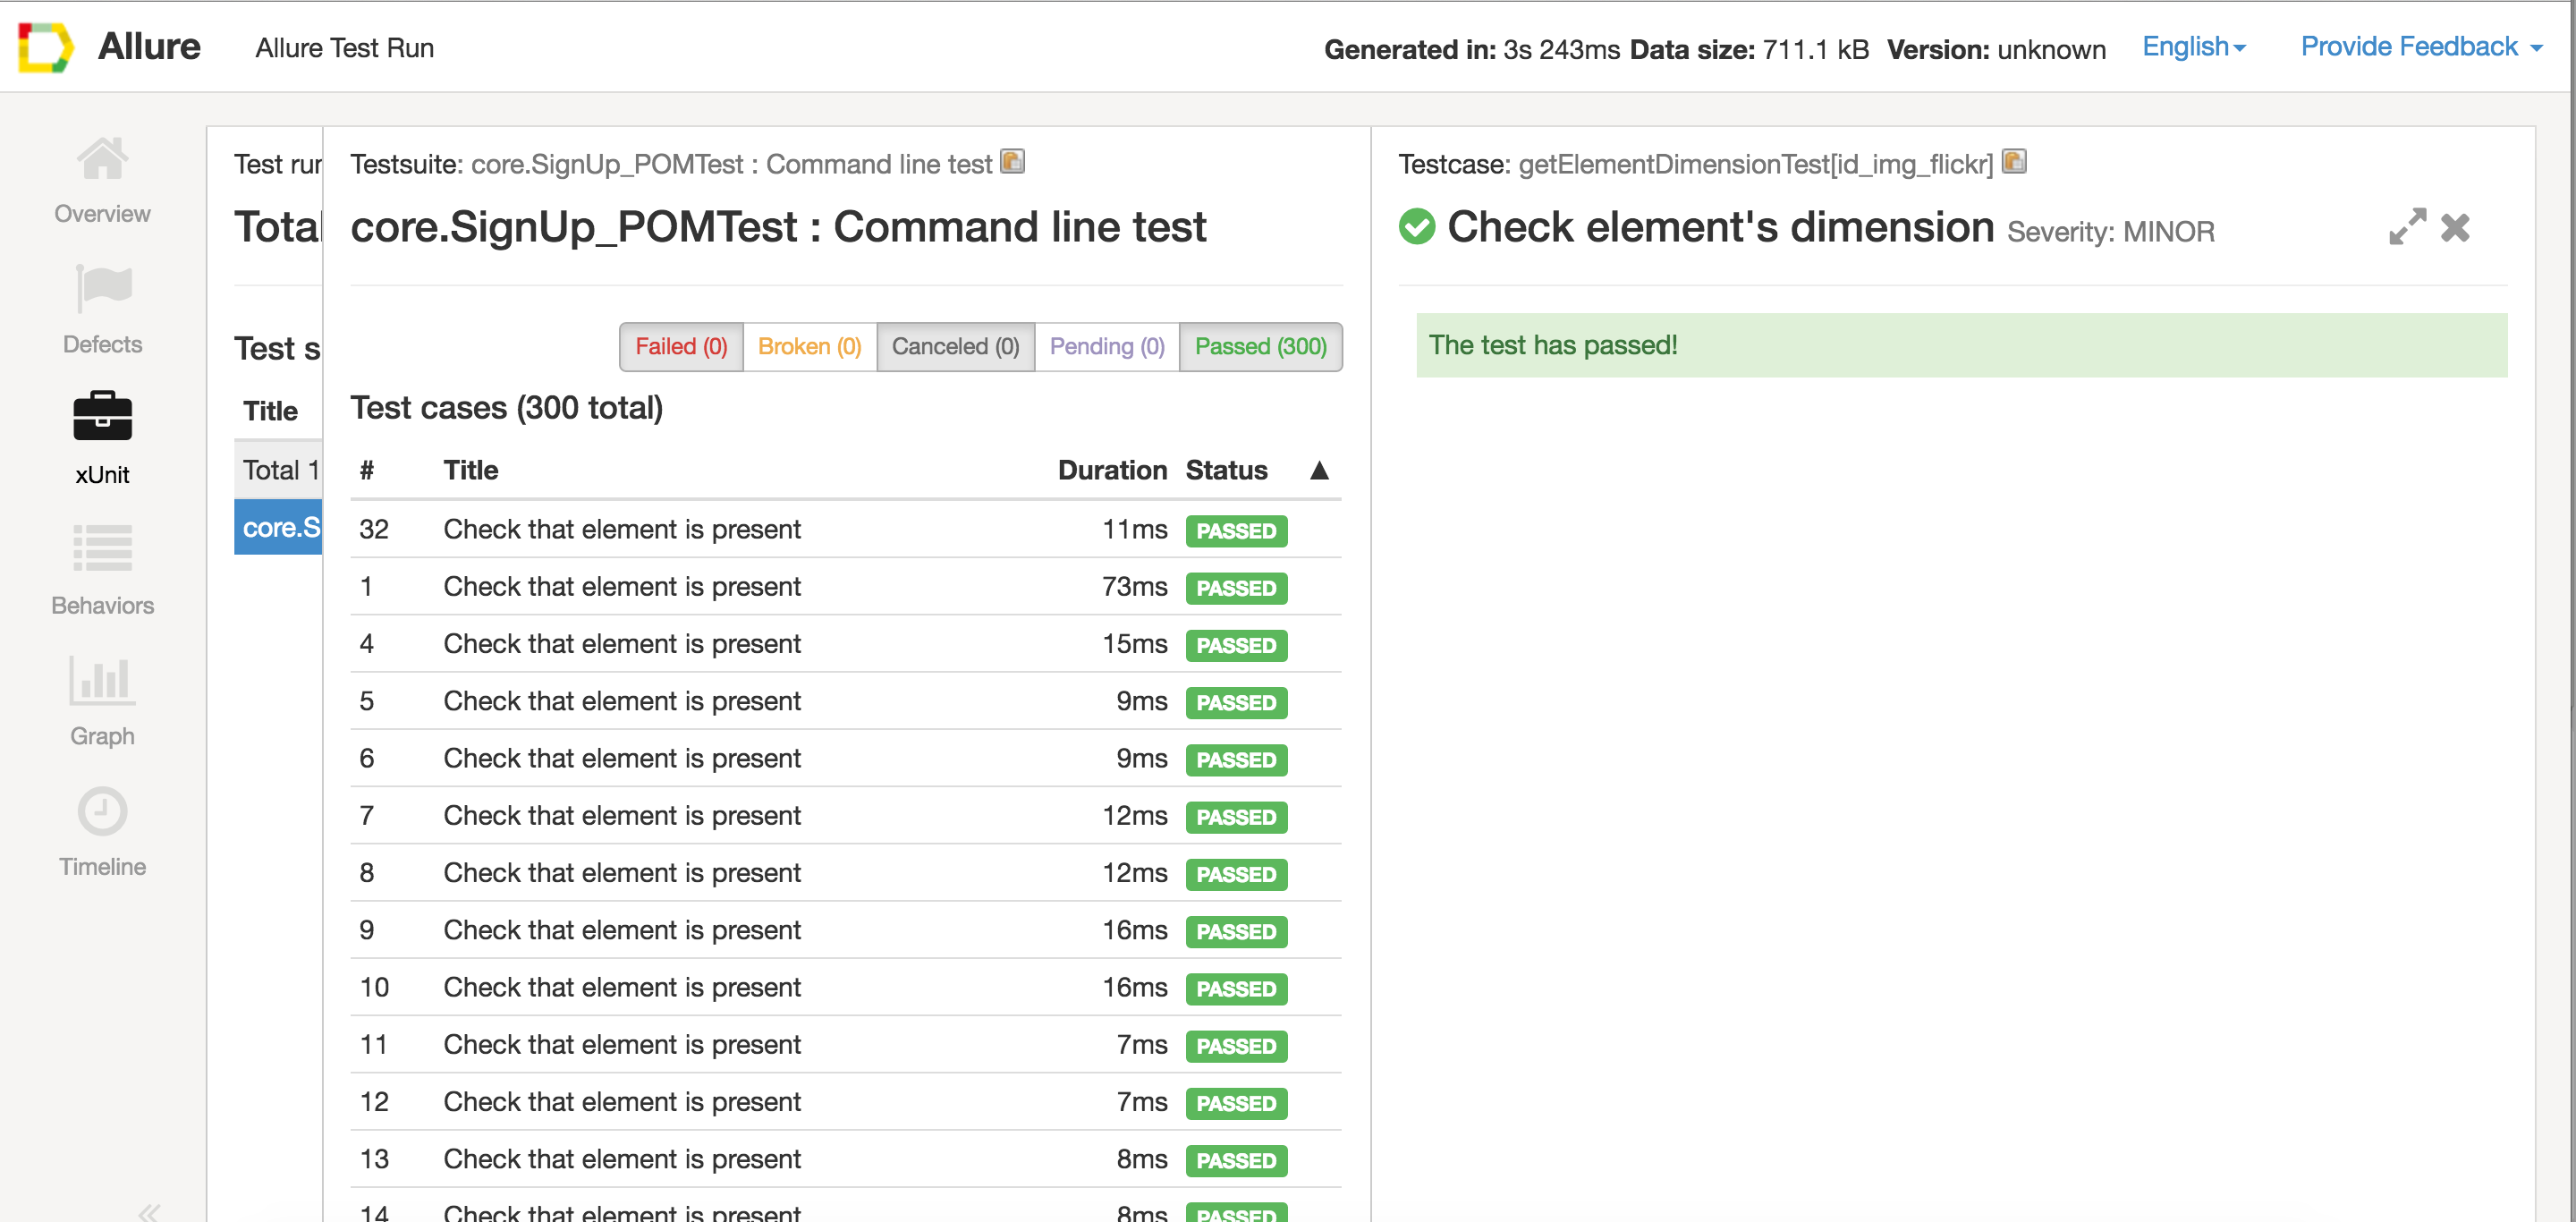 Allure
Allure Test Run
Generated in: 3s 243ms Data size: 711.1 kB Version: unknown
English
Provide Feedback
Overview
Defects
xUnit
Behaviors
Graph
Timeline
Test run
Total
Test s
Title
Total 1
core.S
Testsuite: core.SignUp_POMTest : Command line test
core.SignUp_POMTest : Command line test
Failed (0) Broken (0) Canceled (0) Pending (0) Passed (300)
Test cases (300 total)
# Title Duration Status ▲
32 Check that element is present 11ms PASSED
1 Check that element is present 73ms PASSED
4 Check that element is present 15ms PASSED
5 Check that element is present 9ms PASSED
6 Check that element is present 9ms PASSED
7 Check that element is present 12ms PASSED
8 Check that element is present 12ms PASSED
9 Check that element is present 16ms PASSED
10 Check that element is present 16ms PASSED
11 Check that element is present 7ms PASSED
12 Check that element is present 7ms PASSED
13 Check that element is present 8ms PASSED
14 Check that element is present 8ms PASSED
Testcase: getElementDimensionTest[id_img_flickr]
Check element's dimension Severity: MINOR
The test has passed!